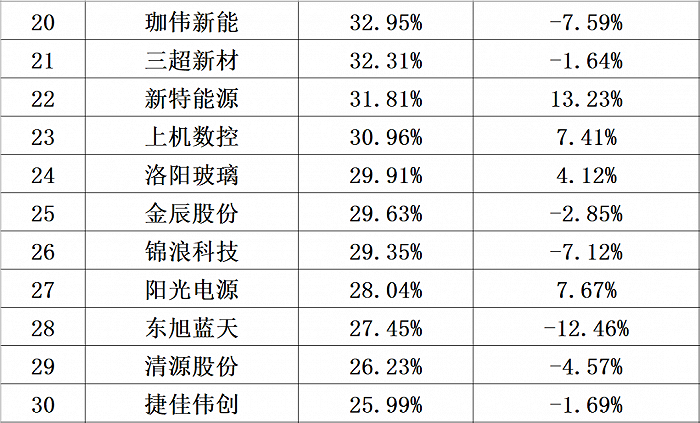 20 珈伟新能 32.95% -7.59%
21 三超新材 32.31% -1.64%
22 新特能源 31.81% 13.23%
23 上机数控 30.96% 7.41%
24 洛阳玻璃 29.91% 4.12%
25 金辰股份 29.63% -2.85%
26 锦浪科技 29.35% -7.12%
27 阳光电源 28.04% 7.67%
28 东旭蓝天 27.45% -12.46%
29 清源股份 26.23% -4.57%
30 捷佳伟创 25.99% -1.69%